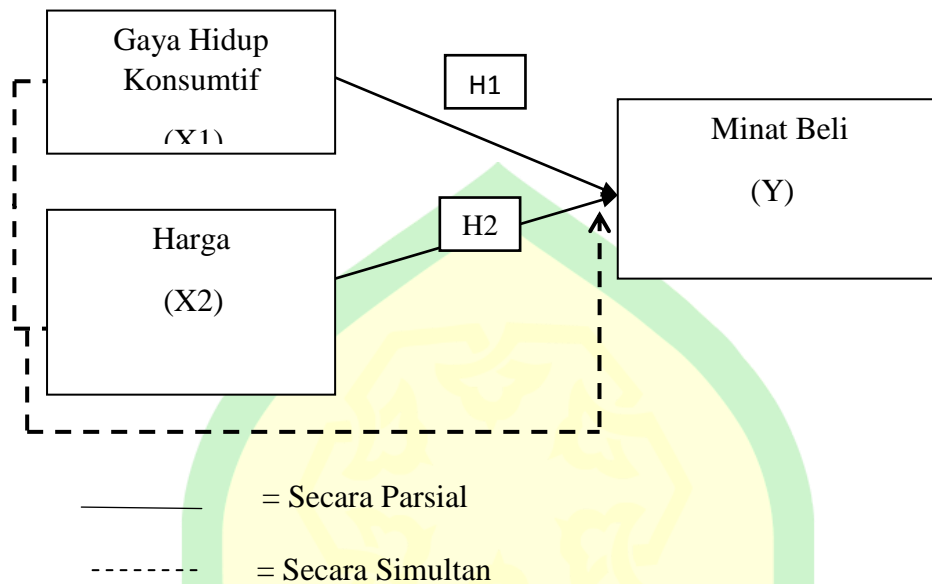 Gaya Hidup
Konsumtif
(X1)
H1
Minat Beli
(Y)
Harga
(X2)
H2
= Secara Parsial
= Secara Simultan